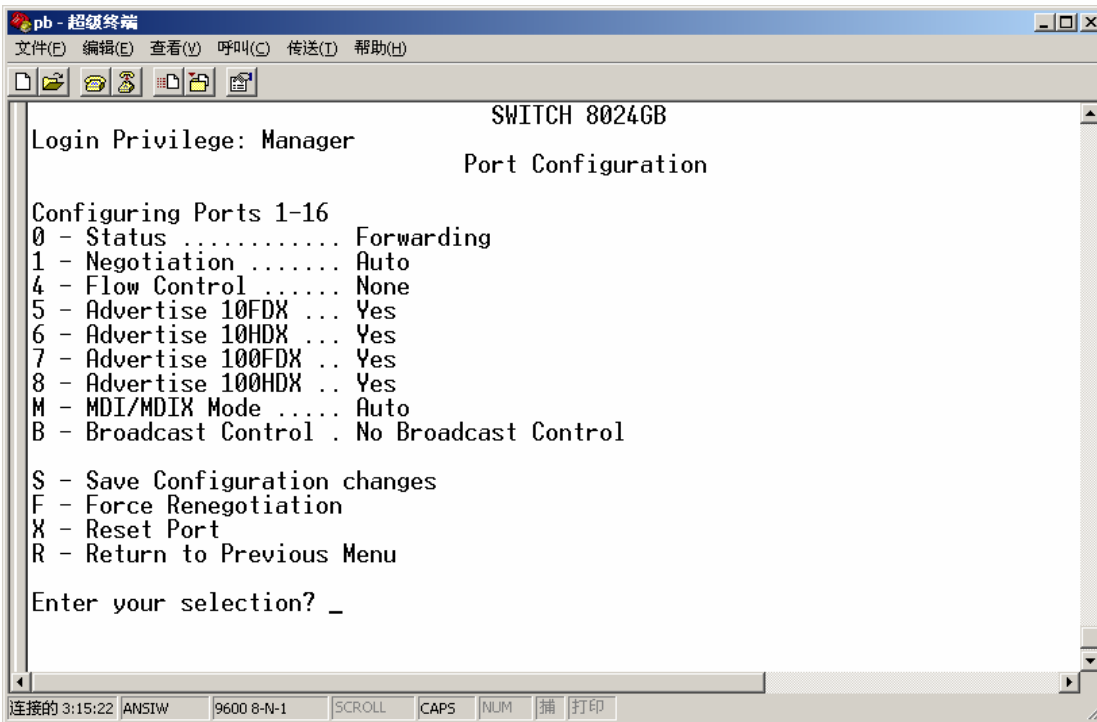 pb - 超级终端
文件(F) 编辑(E) 查看(V) 呼叫(C) 传送(T) 帮助(H)
SWITCH 8024GB
Login Privilege: Manager
Port Configuration
Configuring Ports 1-16
0 - Status ............ Forwarding
1 - Negotiation ....... Auto
4 - Flow Control ...... None
5 - Advertise 10FDX ... Yes
6 - Advertise 10HDX ... Yes
7 - Advertise 100FDX .. Yes
8 - Advertise 100HDX .. Yes
M - MDI/MDIX Mode ..... Auto
B - Broadcast Control . No Broadcast Control
S - Save Configuration changes
F - Force Renegotiation
X - Reset Port
R - Return to Previous Menu
Enter your selection? _
连接的 3:15:22 ANSIW 9600 8-N-1 SCROLL CAPS NUM 捕 打印